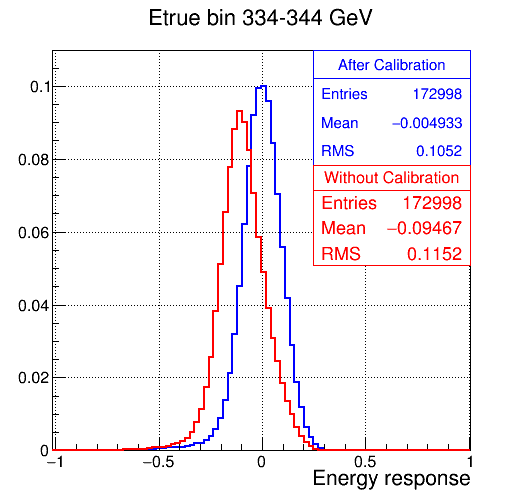 Etrue bin 334-344 GeV
After Calibration
Entries 172998
Mean −0.004933
RMS 0.1052
Without Calibration
Entries 172998
Mean −0.09467
RMS 0.1152
0.1
0.08
0.06
0.04
0.02
0
−1 −0.5 0 0.5 1
Energy response